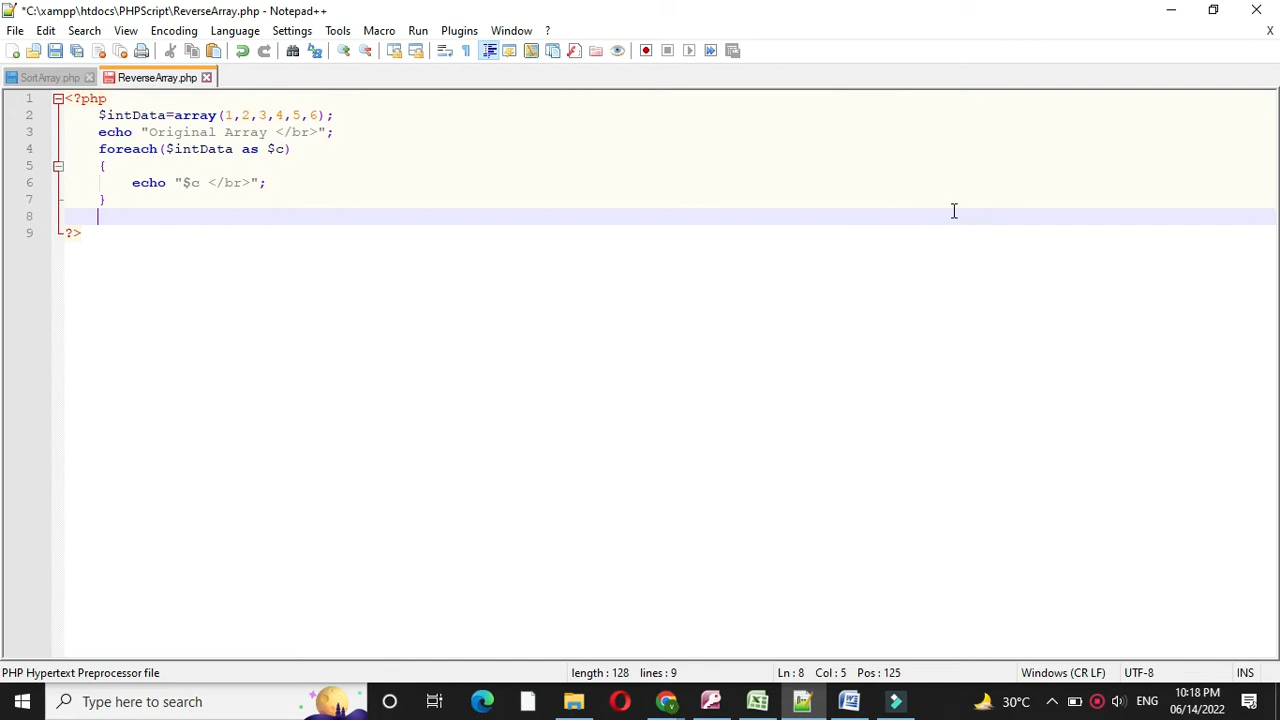 *C:\xampp\htdocs\PHPScript\ReverseArray.php - Notepad++
File Edit Search View Encoding Language Settings Tools Macro Run Plugins Window ? X
SortArray.php ReverseArray.php
1 <?php
2 $intData=array(1,2,3,4,5,6);
3 echo "Original Array </br>";
4 foreach($intData as $c)
5 {
6 echo "$c </br>";
7 }
8
9 ?>
PHP Hypertext Preprocessor file length : 128 lines : 9 Ln : 8 Col : 5 Pos : 125 Windows (CR LF) UTF-8 INS
Type here to search 30°C ENG 10:18 PM
06/14/2022